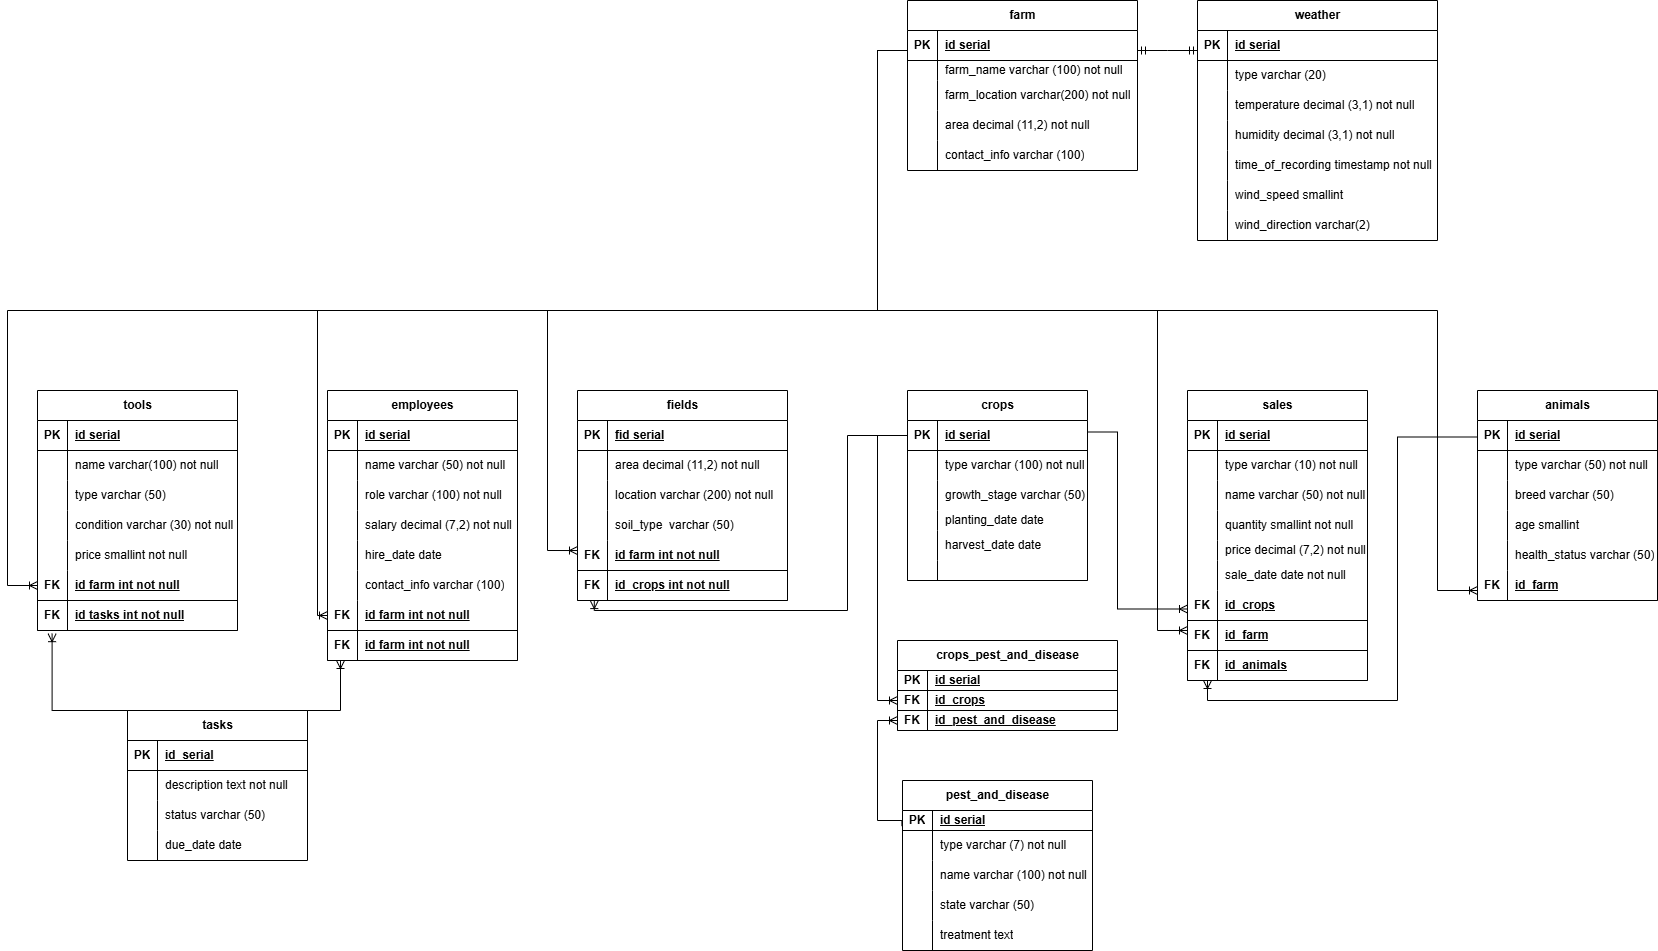 farm
PK id serial
farm_name varchar (100) not null
farm_location varchar(200) not null
area decimal (11,2) not null
contact_info varchar (100)
weather
PK id serial
type varchar (20)
temperature decimal (3,1) not null
humidity decimal (3,1) not null
time_of_recording timestamp not null
wind_speed smallint
wind_direction varchar(2)
tools
PK id serial
name varchar(100) not null
type varchar (50)
condition varchar (30) not null
price smallint not null
FK id farm int not null
FK id tasks int not null
employees
PK id serial
name varchar (50) not null
role varchar (100) not null
salary decimal (7,2) not null
hire_date date
contact_info varchar (100)
FK id farm int not null
FK id farm int not null
fields
PK fid serial
area decimal (11,2) not null
location varchar (200) not null
soil_type varchar (50)
FK id farm int not null
FK id_crops int not null
crops
PK id serial
type varchar (100) not null
growth_stage varchar (50)
planting_date date
harvest_date date
sales
PK id serial
type varchar (10) not null
name varchar (50) not null
quantity smallint not null
price decimal (7,2) not null
sale_date date not null
FK id_crops
FK id_farm
FK id_animals
animals
PK id serial
type varchar (50) not null
breed varchar (50)
age smallint
health_status varchar (50)
FK id_farm
crops_pest_and_disease
PK id serial
FK id_crops
FK id_pest_and_disease
tasks
PK id_serial
description text not null
status varchar (50)
due_date date
pest_and_disease
PK id serial
type varchar (7) not null
name varchar (100) not null
state varchar (50)
treatment text